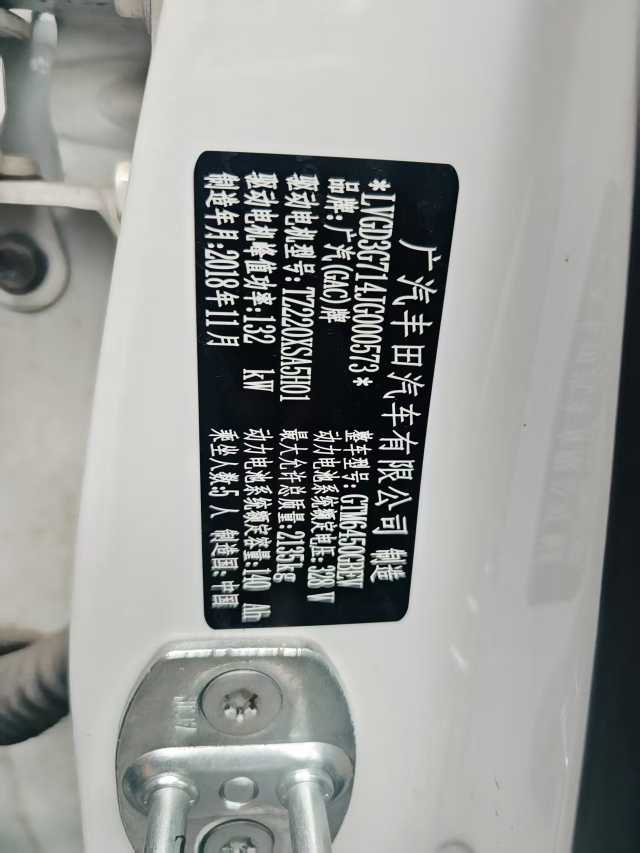 广汽丰田汽车有限公司 制造
*LVGD3G714JG000573*
品牌:广汽(GAC)牌 整车型号:GTM6450GBEV
驱动电机型号:TZ220XSA5H01 动力电池系统额定电压:328 V
驱动电机峰值功率:132 kW 最大允许总质量:2135kg
制造年月:2018年11月 动力电池系统额定容量:140 Ah
乘坐人数:5人 制造国:中国